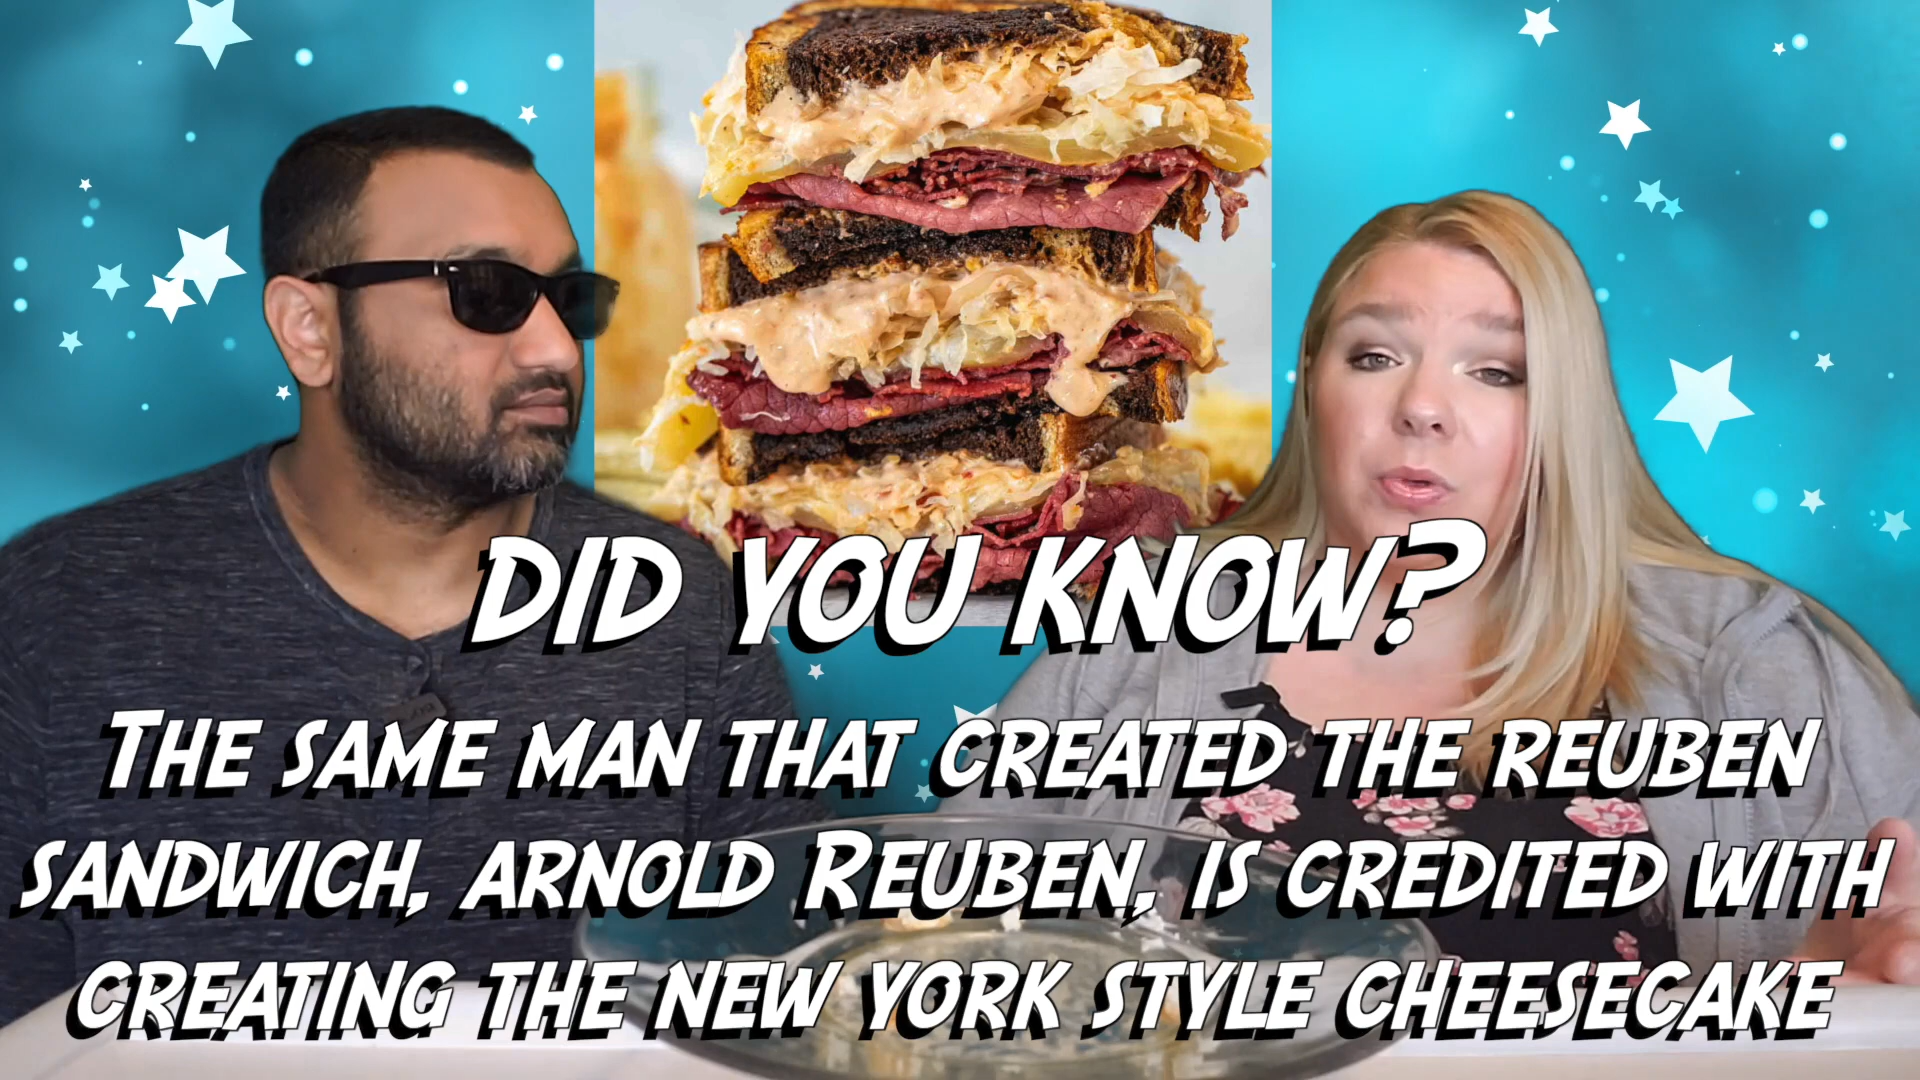 DID YOU KNOW?
THE SAME MAN THAT CREATED THE REUBEN
SANDWICH, ARNOLD REUBEN, IS CREDITED WITH
CREATING THE NEW YORK STYLE CHEESECAKE